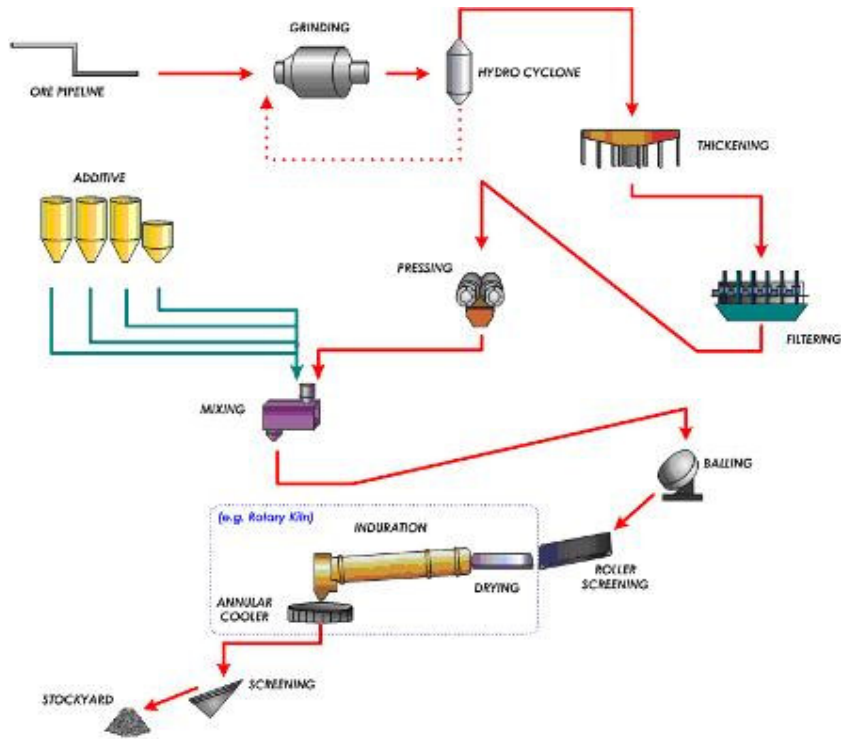 GRINDING
ORE PIPELINE
HYDRO CYCLONE
THICKENING
ADDITIVE
PRESSING
FILTERING
MIXING
BALLING
(e.g. Rotary Kiln)
INDURATION
ROLLER
SCREENING
DRYING
ANNULAR
COOLER
SCREENING
STOCKYARD